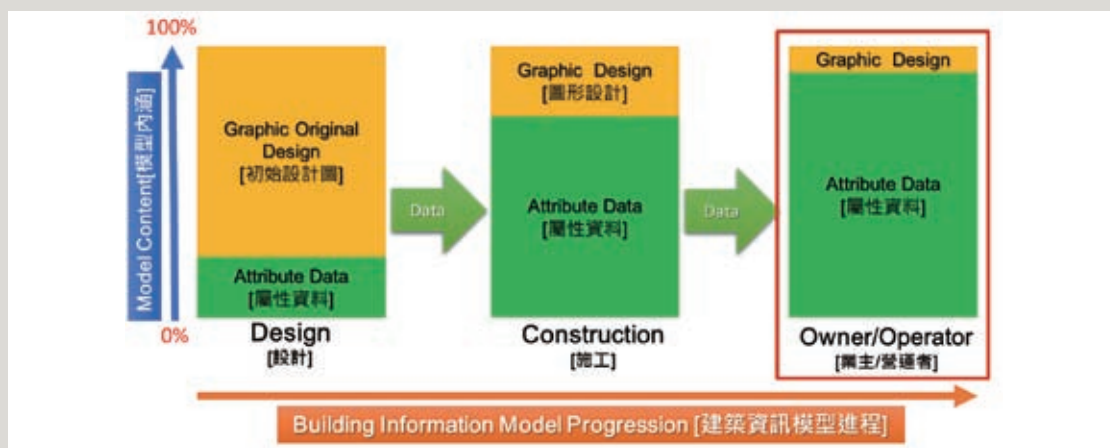 100%
Model Content[模型內涵]
0%
Graphic Original
Design
[初始設計圖]
Attribute Data
[屬性資料]
Design
[設計]
Data
Graphic Design
[圖形設計]
Attribute Data
[屬性資料]
Construction
[施工]
Data
Graphic Design
Attribute Data
[屬性資料]
Owner/Operator
[業主/營運者]
Building Information Model Progression [建築資訊模型進程]